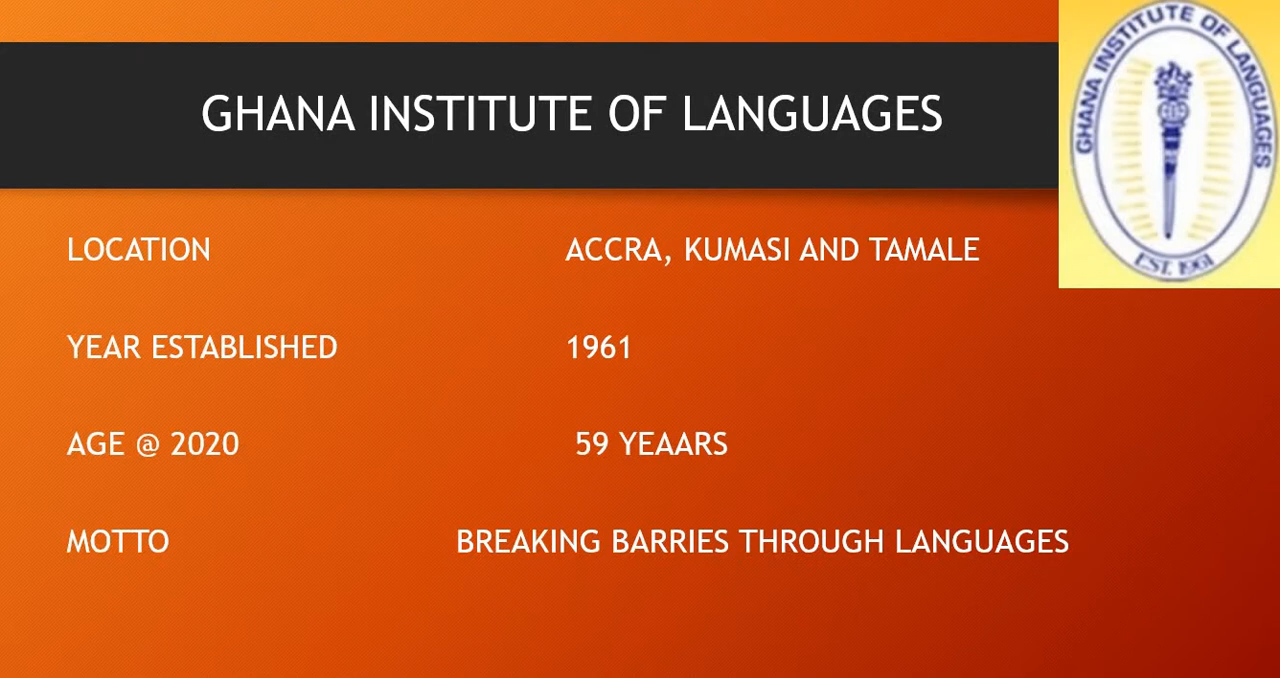 GHANA INSTITUTE OF LANGUAGES
GHANA INSTITUTE OF LANGUAGES
EST. 1961
LOCATION ACCRA, KUMASI AND TAMALE
YEAR ESTABLISHED 1961
AGE @ 2020 59 YEAARS
MOTTO BREAKING BARRIES THROUGH LANGUAGES